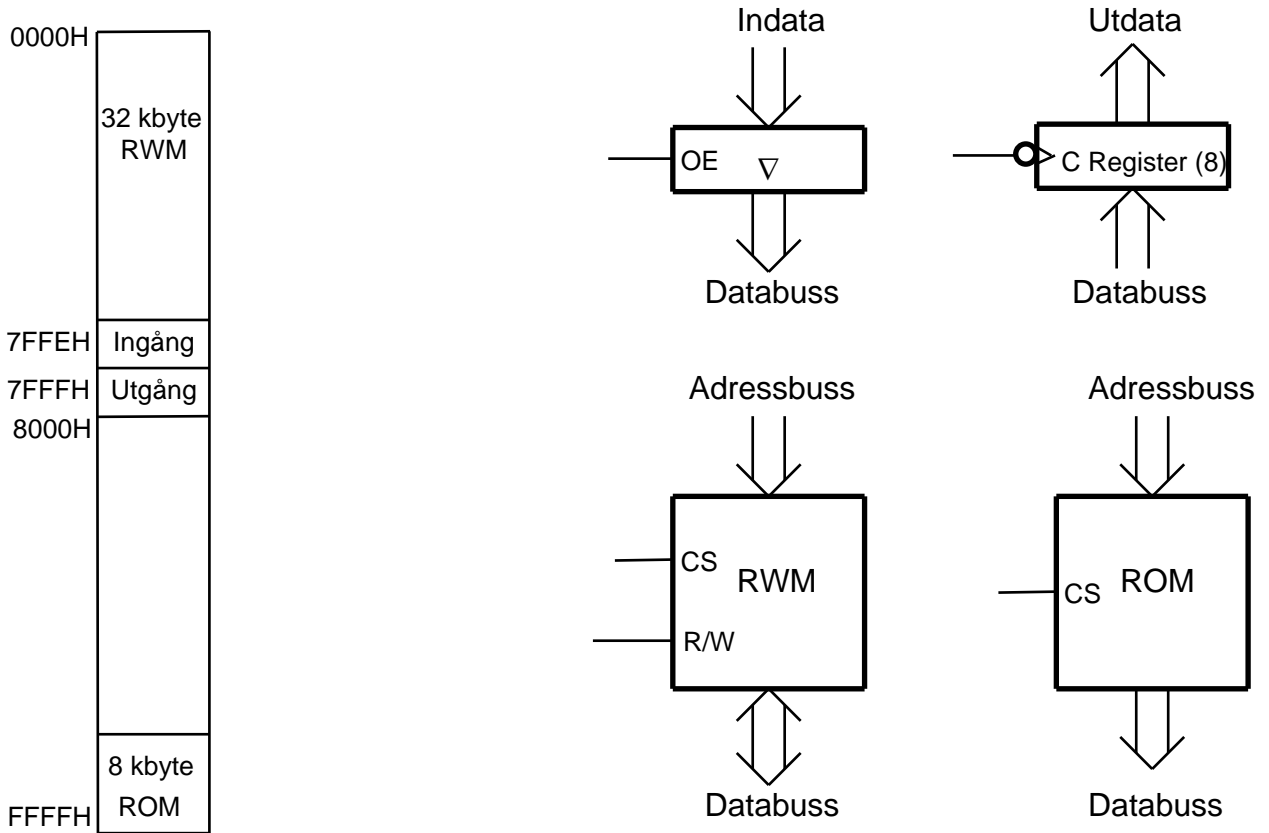 0000H
32 kbyte
RWM
7FFEH
Ingång
7FFFH
Utgång
8000H
8 kbyte
ROM
FFFFH
Indata
OE ∇
Databuss
Utdata
C Register (8)
Databuss
Adressbuss
CS
RWM
R/W
Databuss
Adressbuss
CS
ROM
Databuss